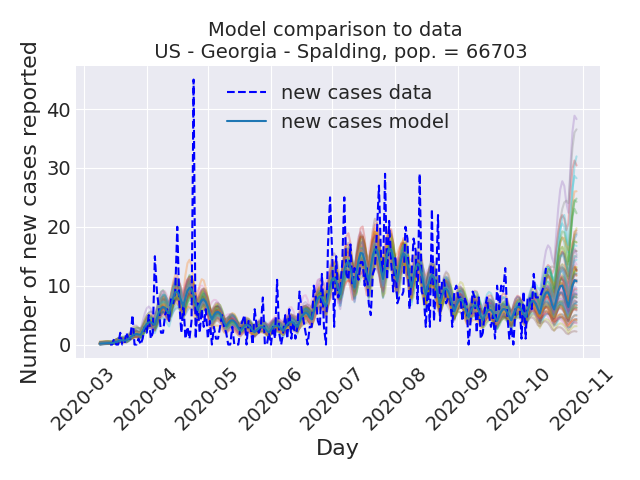 Model comparison to data
US - Georgia - Spalding, pop. = 66703
Number of new cases reported
40
30
20
10
0
new cases data
new cases model
2020-03
2020-04
2020-05
2020-06
2020-07
2020-08
2020-09
2020-10
2020-11
Day